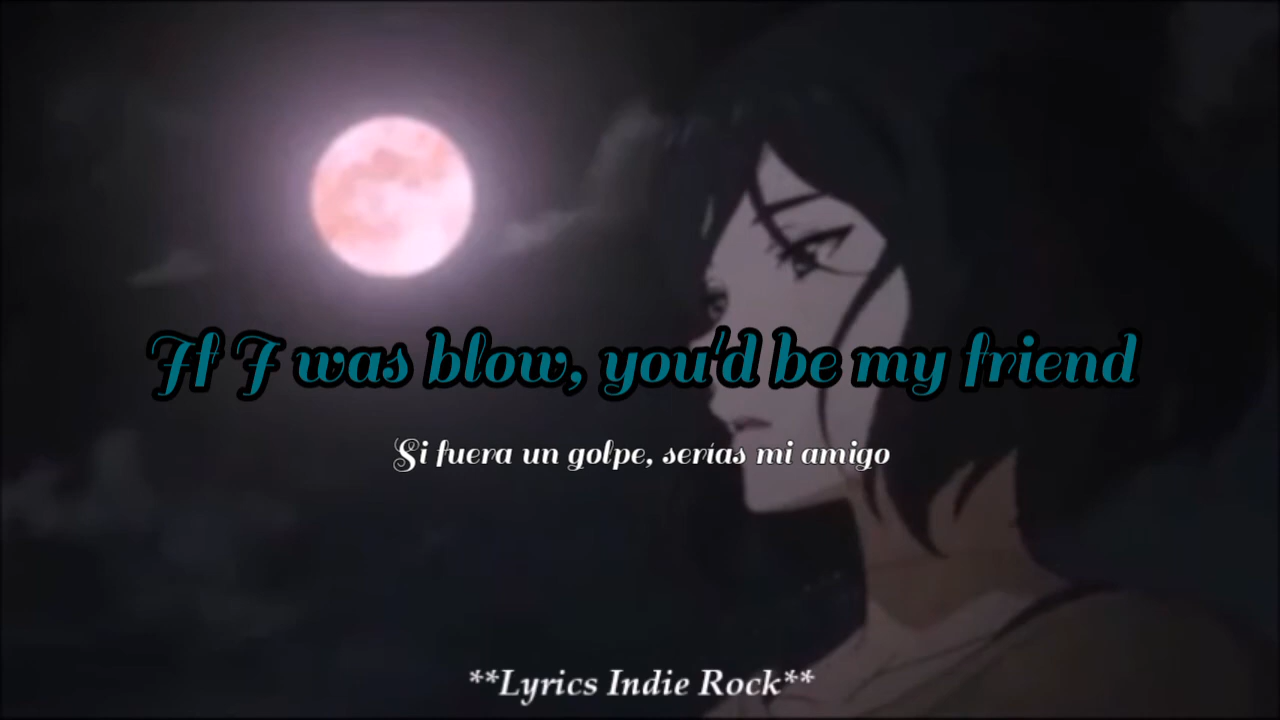 If I was blow, you'd be my friend
Si fuera un golpe, serías mi amigo
**Lyrics Indie Rock**